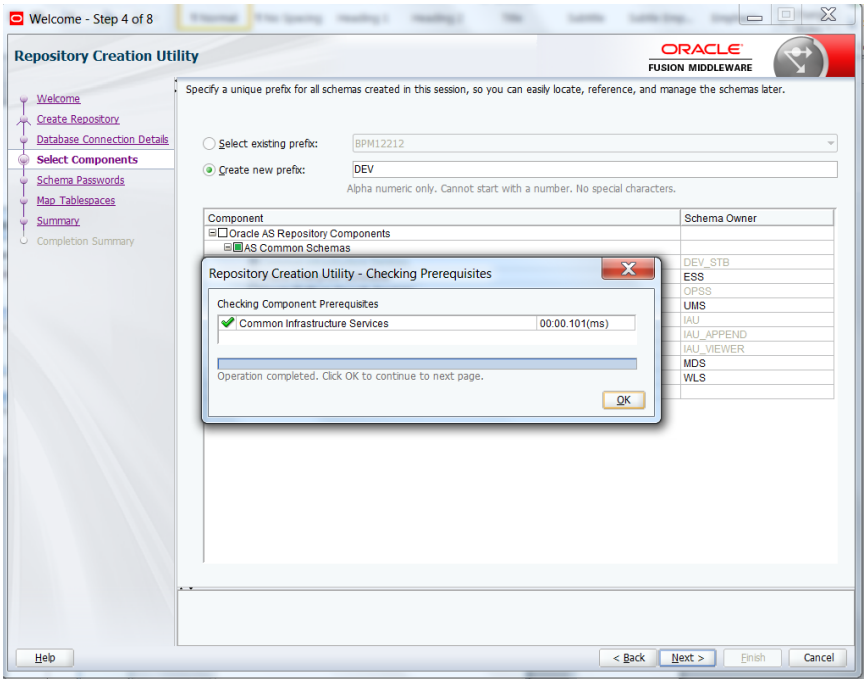 Welcome - Step 4 of 8
Repository Creation Utility
ORACLE
FUSION MIDDLEWARE
Welcome
Create Repository
Database Connection Details
Select Components
Schema Passwords
Map Tablespaces
Summary
Completion Summary
Specify a unique prefix for all schemas created in this session, so you can easily locate, reference, and manage the schemas later.
Select existing prefix: BPM12212
Create new prefix: DEV
Alpha numeric only. Cannot start with a number. No special characters.
Component Schema Owner
Oracle AS Repository Components
AS Common Schemas
DEV_STB
ESS
OPSS
UMS
IAU
IAU_APPEND
IAU_VIEWER
MDS
WLS
Repository Creation Utility - Checking Prerequisites
Checking Component Prerequisites
Common Infrastructure Services 00:00.101(ms)
Operation completed. Click OK to continue to next page.
OK
Help < Back Next > Finish Cancel